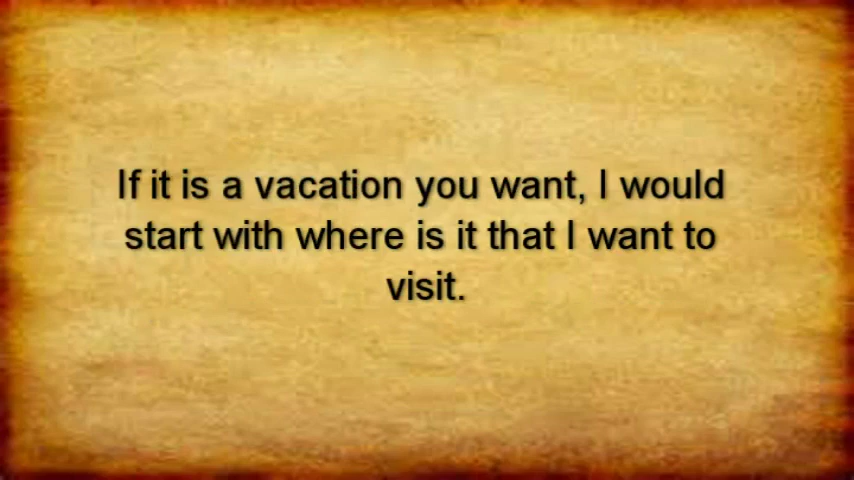 If it is a vacation you want, I would
start with where is it that I want to
visit.